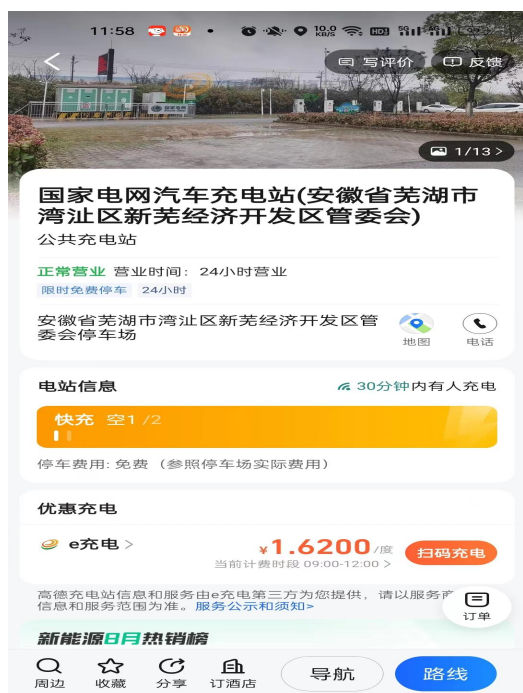 11:58
10.0 KB/S
HD
5G
写评价
反馈
1/13>
国家电网汽车充电站(安徽省芜湖市
湾沚区新芜经济开发区管委会)
公共充电站
正常营业 营业时间: 24小时营业
限时免费停车 24小时
安徽省芜湖市湾沚区新芜经济开发区管
委会停车场
地图
电话
电站信息
30分钟内有人充电
快充 空1/2
停车费用: 免费 (参照停车场实际费用)
优惠充电
e充电>
¥1.6200/度
扫码充电
当前计费时段 09:00-12:00>
高德充电站信息和服务由e充电第三方为您提供, 请以服务商
信息和服务范围为准。服务公示和须知>
订单
新能源8月热销榜
周边
收藏
分享
订酒店
导航
路线